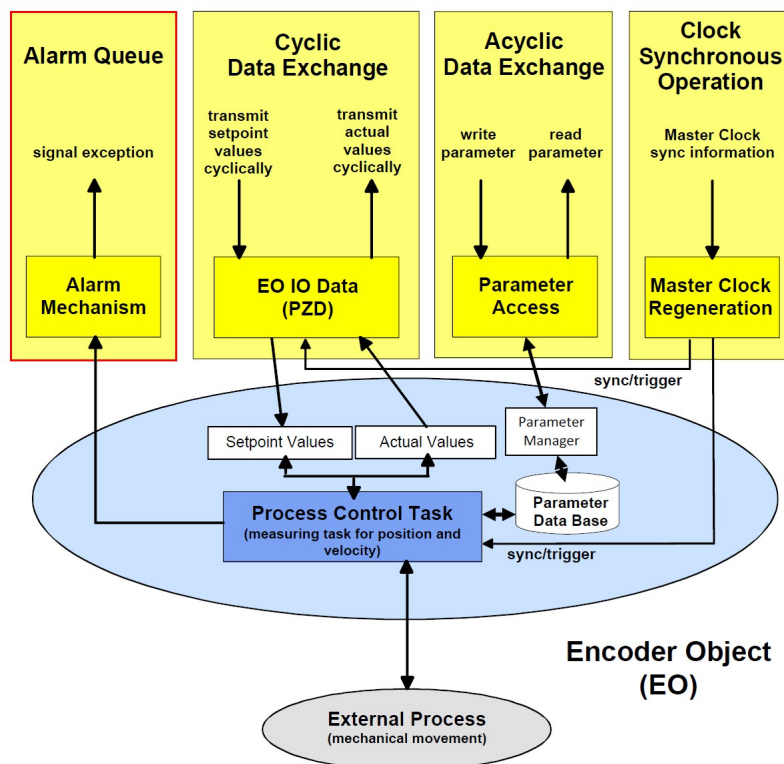 Alarm Queue
signal exception
Alarm
Mechanism
Cyclic
Data Exchange
transmit
setpoint
values
cyclically
transmit
actual
values
cyclically
EO IO Data
(PZD)
Acyclic
Data Exchange
write
parameter
read
parameter
Parameter
Access
Clock
Synchronous
Operation
Master Clock
sync information
Master Clock
Regeneration
sync/trigger
Setpoint Values
Actual Values
Parameter
Manager
Process Control Task
(measuring task for position and
velocity)
Parameter
Data Base
sync/trigger
Encoder Object
(EO)
External Process
(mechanical movement)